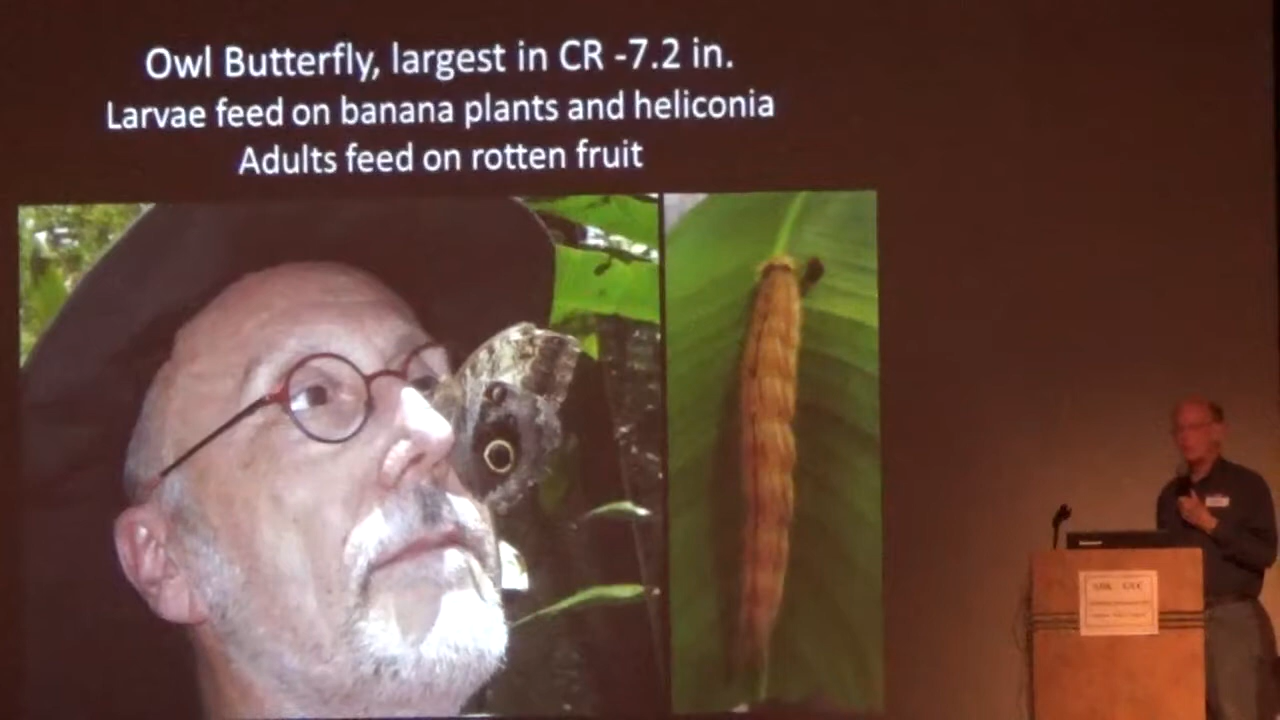 Owl Butterfly, largest in CR -7.2 in.
Larvae feed on banana plants and heliconia
Adults feed on rotten fruit